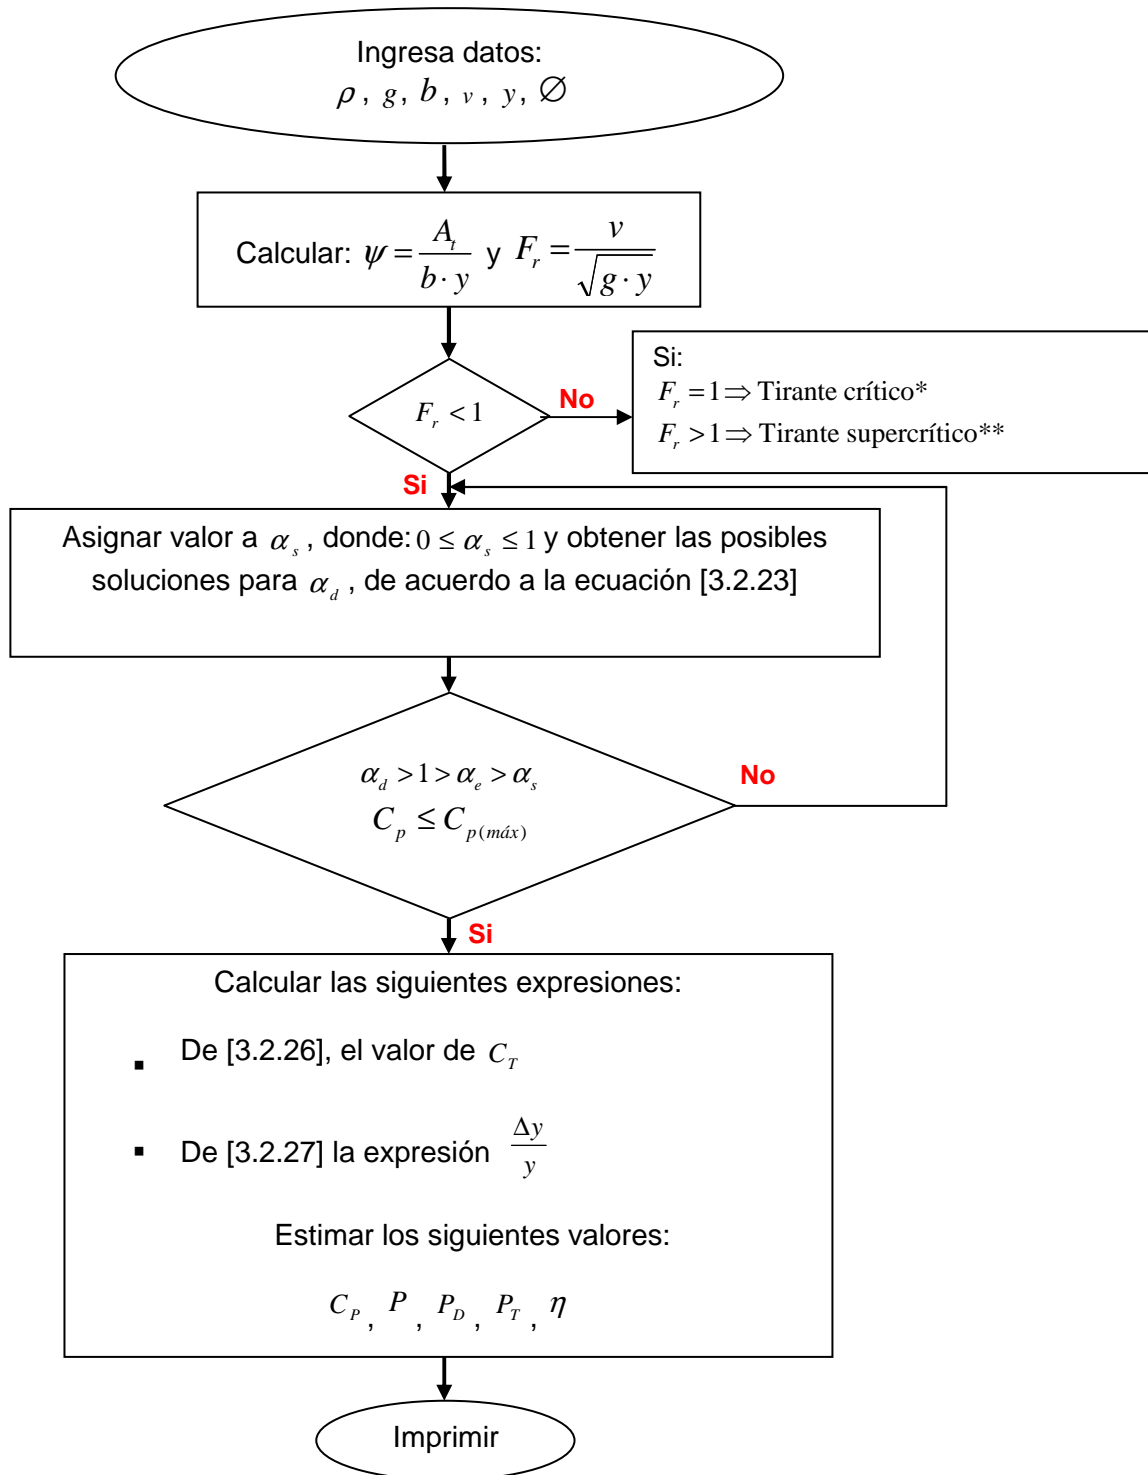 Ingresa datos:
ρ , g, b, v, y, ∅
Calcular: ψ = A_t / (b · y) y F_r = v / √(g · y)
F_r < 1
No
Si:
F_r = 1 ⇒ Tirante crítico*
F_r > 1 ⇒ Tirante supercrítico**
Si
Asignar valor a α_s , donde: 0 ≤ α_s ≤ 1 y obtener las posibles
soluciones para α_d , de acuerdo a la ecuación [3.2.23]
α_d > 1 > α_e > α_s
C_p ≤ C_p(máx)
No
Si
Calcular las siguientes expresiones:
▪ De [3.2.26], el valor de C_T
▪ De [3.2.27] la expresión Δy / y
Estimar los siguientes valores:
C_P , P , P_D , P_T , η
Imprimir